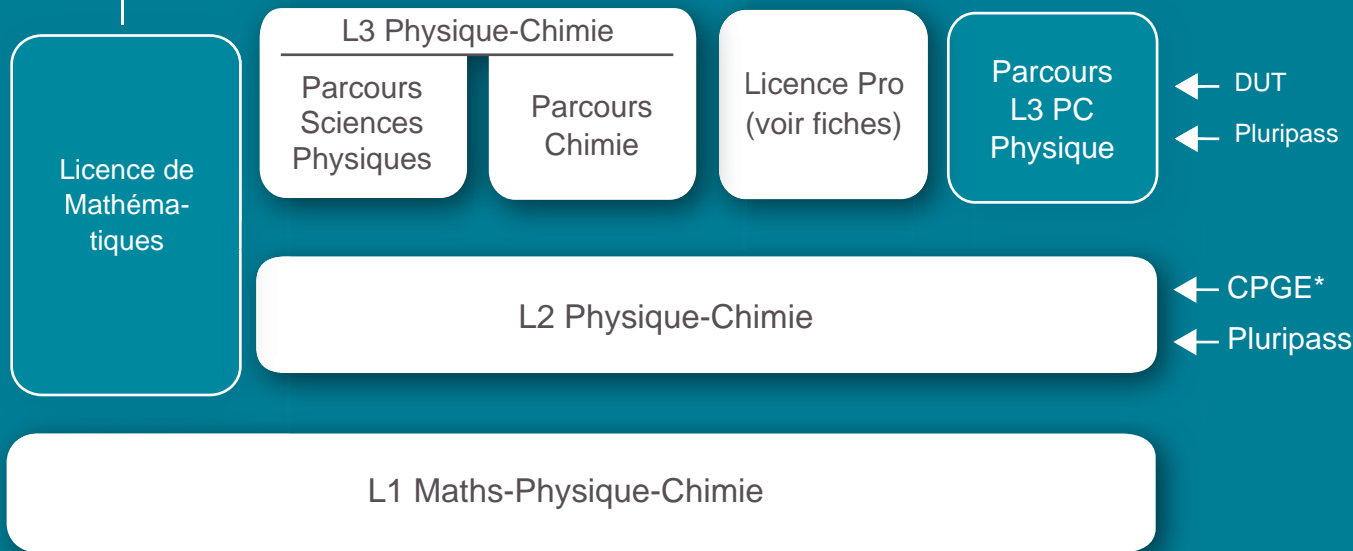 L3 Physique-Chimie
Parcours
Sciences
Physiques
Parcours
Chimie
Licence Pro
(voir fiches)
Parcours
L3 PC
Physique
DUT
Pluripass
Licence de
Mathéma-
tiques
L2 Physique-Chimie
CPGE*
Pluripass
L1 Maths-Physique-Chimie